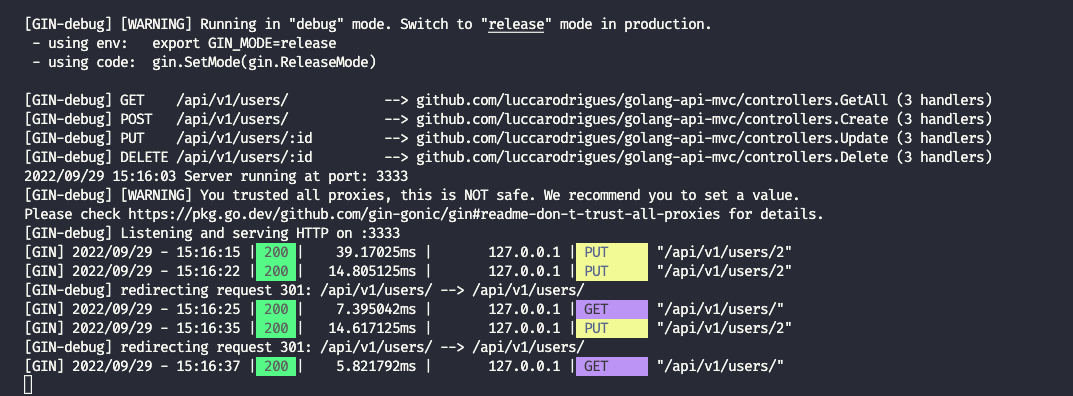 [GIN-debug] [WARNING] Running in "debug" mode. Switch to "release" mode in production.
- using env:   export GIN_MODE=release
- using code:  gin.SetMode(gin.ReleaseMode)
[GIN-debug] GET    /api/v1/users/            --> github.com/luccarodrigues/golang-api-mvc/controllers.GetAll (3 handlers)
[GIN-debug] POST   /api/v1/users/            --> github.com/luccarodrigues/golang-api-mvc/controllers.Create (3 handlers)
[GIN-debug] PUT    /api/v1/users/:id         --> github.com/luccarodrigues/golang-api-mvc/controllers.Update (3 handlers)
[GIN-debug] DELETE /api/v1/users/:id         --> github.com/luccarodrigues/golang-api-mvc/controllers.Delete (3 handlers)
2022/09/29 15:16:03 Server running at port: 3333
[GIN-debug] [WARNING] You trusted all proxies, this is NOT safe. We recommend you to set a value.
Please check https://pkg.go.dev/github.com/gin-gonic/gin#readme-don-t-trust-all-proxies for details.
[GIN-debug] Listening and serving HTTP on :3333
[GIN] 2022/09/29 - 15:16:15 | 200 |    39.17025ms |       127.0.0.1 | PUT      "/api/v1/users/2"
[GIN] 2022/09/29 - 15:16:22 | 200 |   14.805125ms |       127.0.0.1 | PUT      "/api/v1/users/2"
[GIN-debug] redirecting request 301: /api/v1/users/ --> /api/v1/users/
[GIN] 2022/09/29 - 15:16:25 | 200 |    7.395042ms |       127.0.0.1 | GET      "/api/v1/users/"
[GIN] 2022/09/29 - 15:16:35 | 200 |   14.617125ms |       127.0.0.1 | PUT      "/api/v1/users/2"
[GIN-debug] redirecting request 301: /api/v1/users/ --> /api/v1/users/
[GIN] 2022/09/29 - 15:16:37 | 200 |    5.821792ms |       127.0.0.1 | GET      "/api/v1/users/"